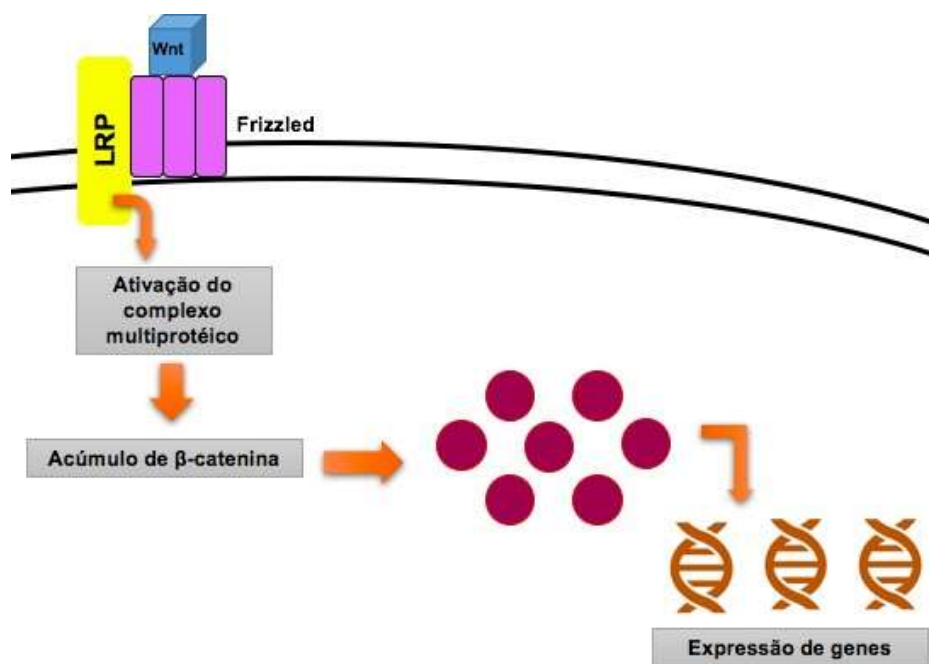 Wnt
LRP
Frizzled
Ativação do
complexo
multiprotéico
Acúmulo de β-catenina
Expressão de genes